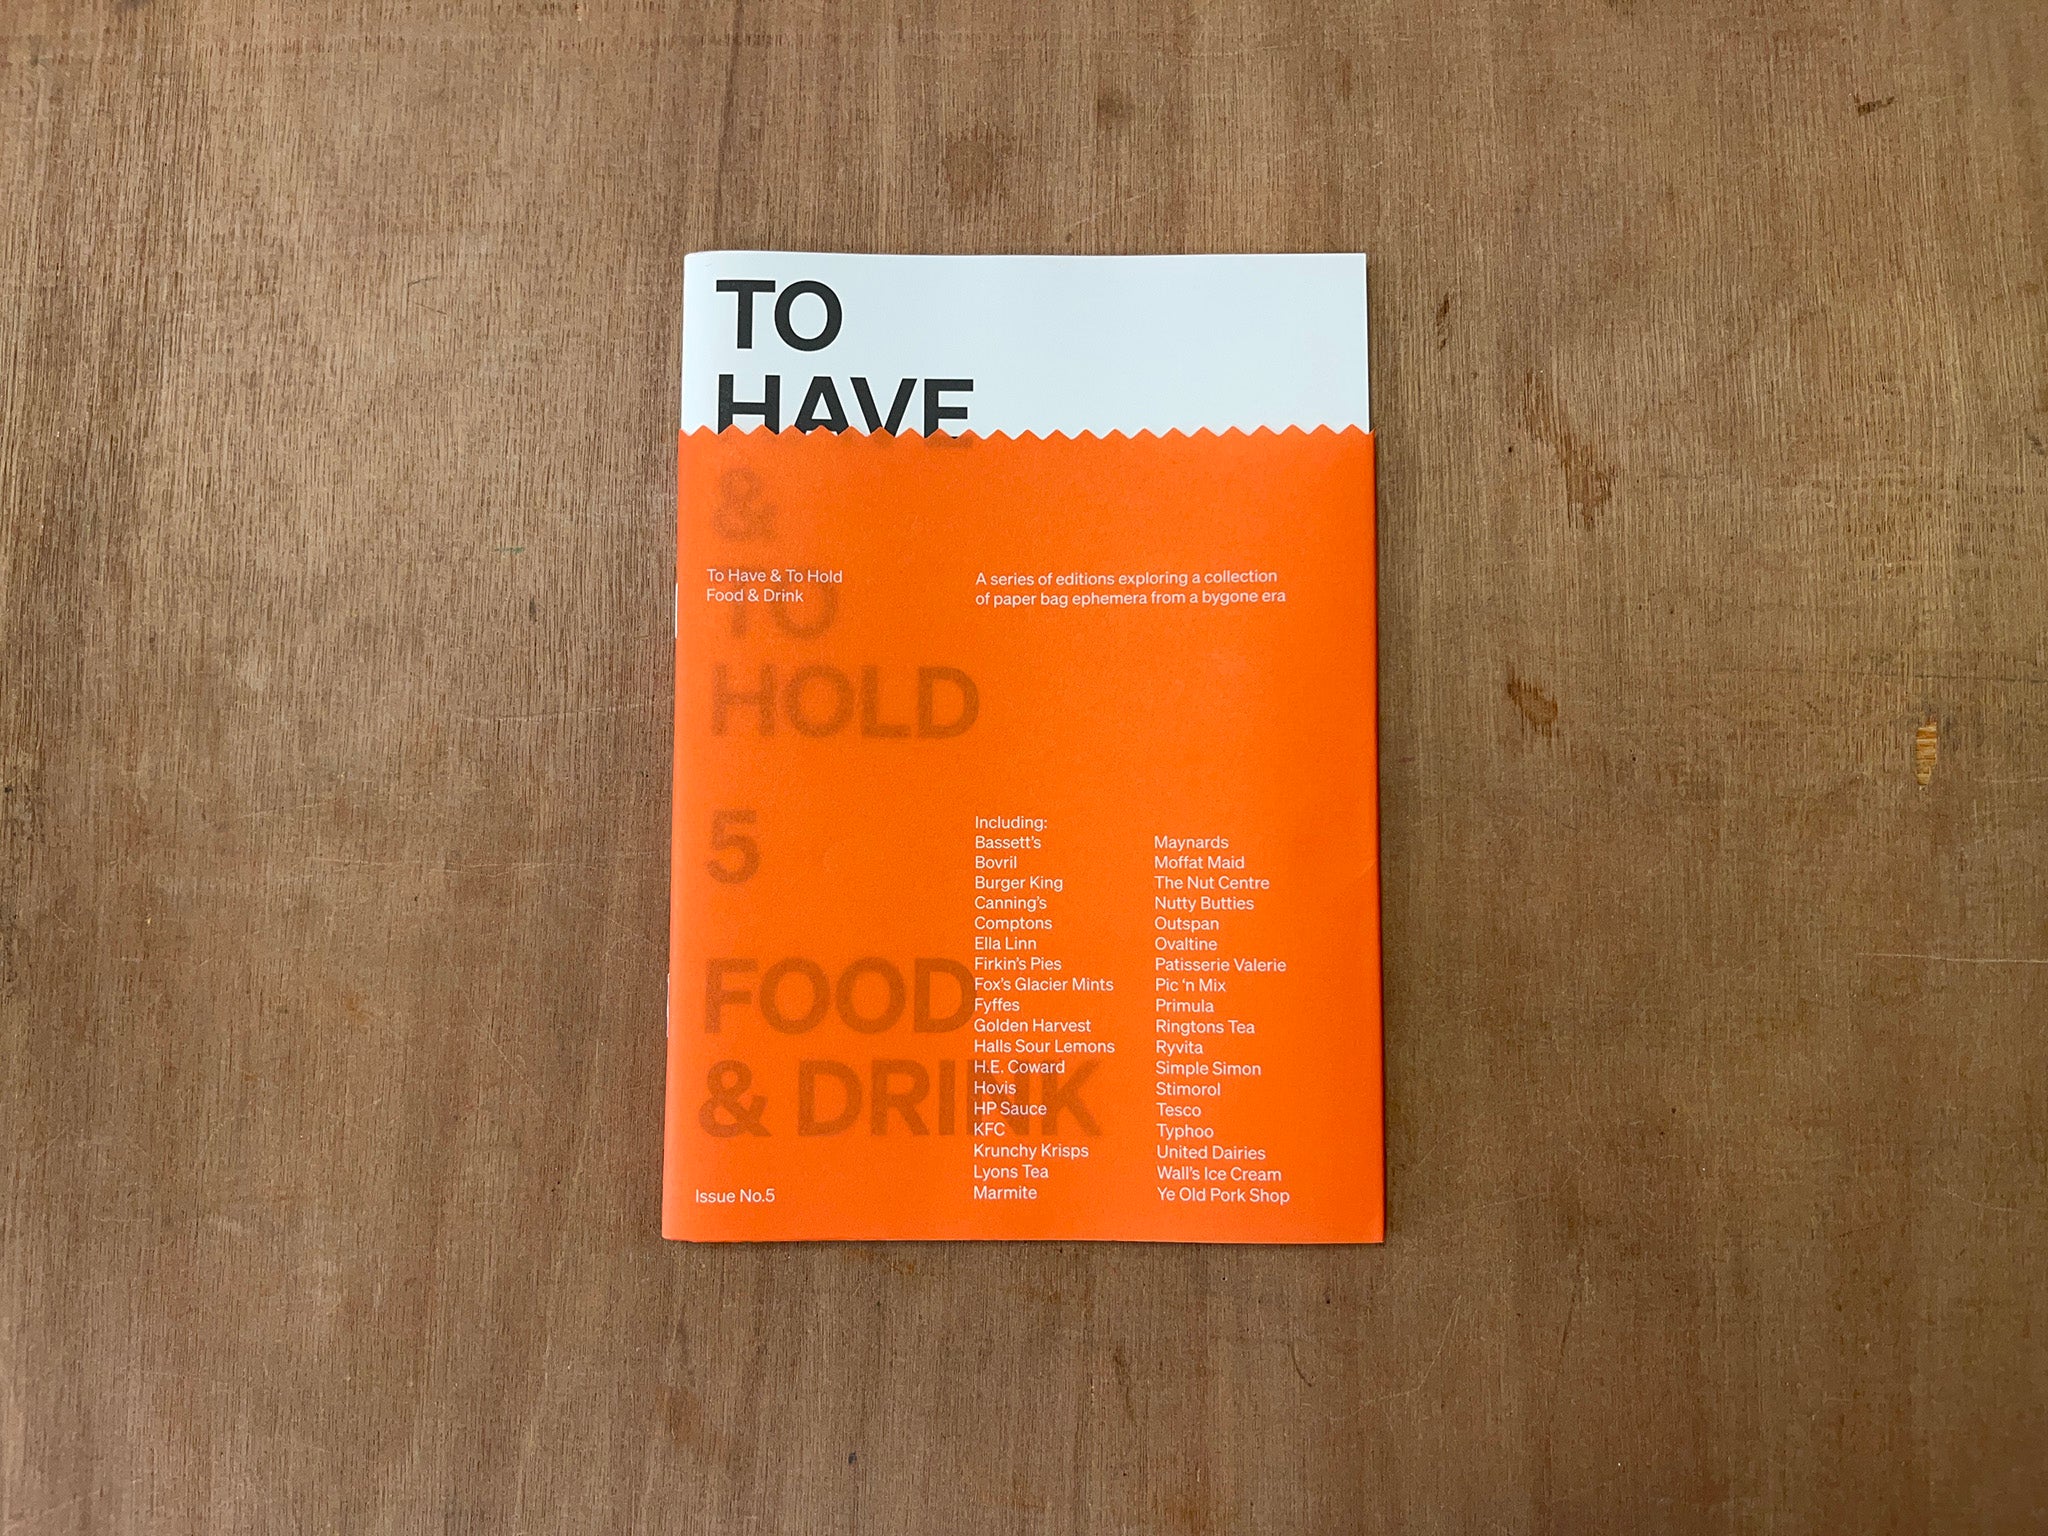 TO
HAVE
&
TO
HOLD
5
FOOD
& DRINK
To Have & To Hold
Food & Drink
A series of editions exploring a collection
of paper bag ephemera from a bygone era
Including:
Bassett's
Bovril
Burger King
Canning's
Comptons
Ella Linn
Firkin's Pies
Fox's Glacier Mints
Fyffes
Golden Harvest
Halls Sour Lemons
H.E. Coward
Hovis
HP Sauce
KFC
Krunchy Krisps
Lyons Tea
Marmite
Maynards
Moffat Maid
The Nut Centre
Nutty Butties
Outspan
Ovaltine
Patisserie Valerie
Pic ‘n Mix
Primula
Ringtons Tea
Ryvita
Simple Simon
Stimorol
Tesco
Typhoo
United Dairies
Wall's Ice Cream
Ye Old Pork Shop
Issue No.5